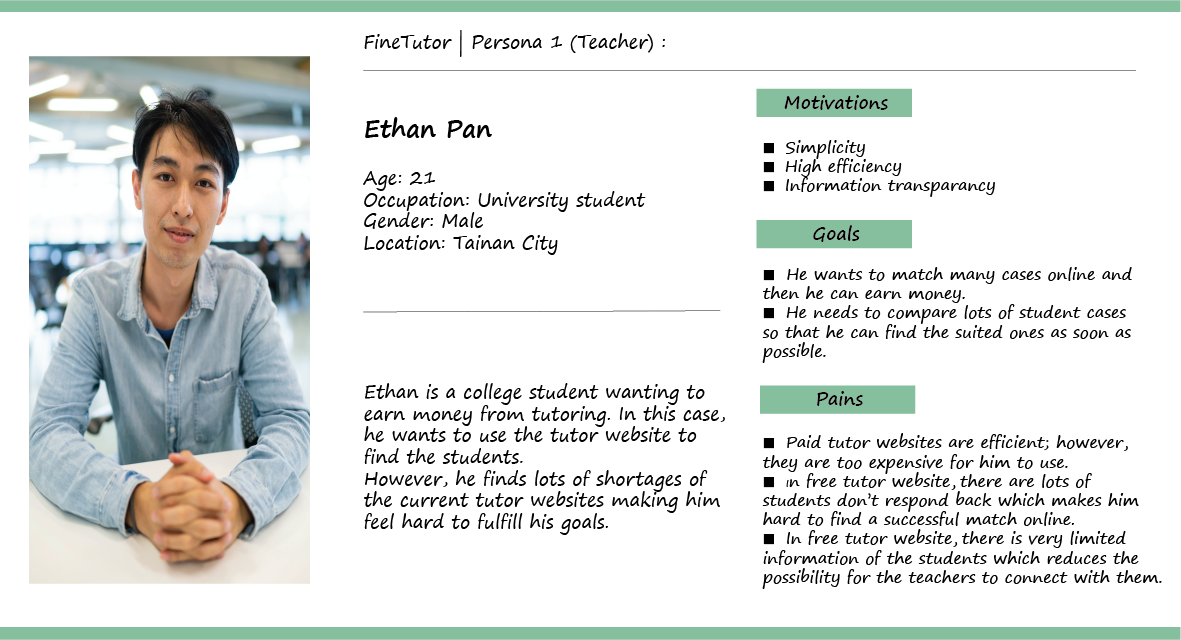 FineTutor | Persona 1 (Teacher) :
Ethan Pan
Age: 21
Occupation: University student
Gender: Male
Location: Tainan City
Ethan is a college student wanting to
earn money from tutoring. In this case,
he wants to use the tutor website to
find the students.
However, he finds lots of shortages of
the current tutor websites making him
feel hard to fulfill his goals.
Motivations
■ Simplicity
■ High efficiency
■ Information transparancy
Goals
■ He wants to match many cases online and
then he can earn money.
■ He needs to compare lots of student cases
so that he can find the suited ones as soon as
possible.
Pains
■ Paid tutor websites are efficient; however,
they are too expensive for him to use.
■ in free tutor website, there are lots of
students don't respond back which makes him
hard to find a successful match online.
■ In free tutor website, there is very limited
information of the students which reduces the
possibility for the teachers to connect with them.